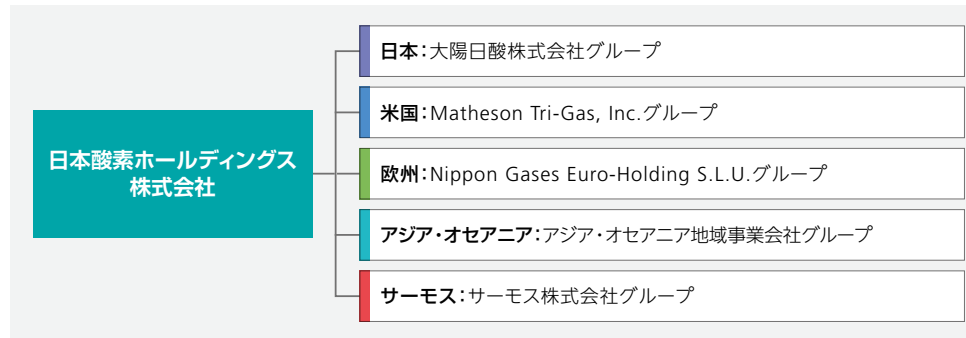 日本酸素ホールディングス
株式会社
日本：大陽日酸株式会社グループ
米国：Matheson Tri-Gas, Inc.グループ
欧州：Nippon Gases Euro-Holding S.L.U.グループ
アジア・オセアニア：アジア・オセアニア地域事業会社グループ
サーモス：サーモス株式会社グループ